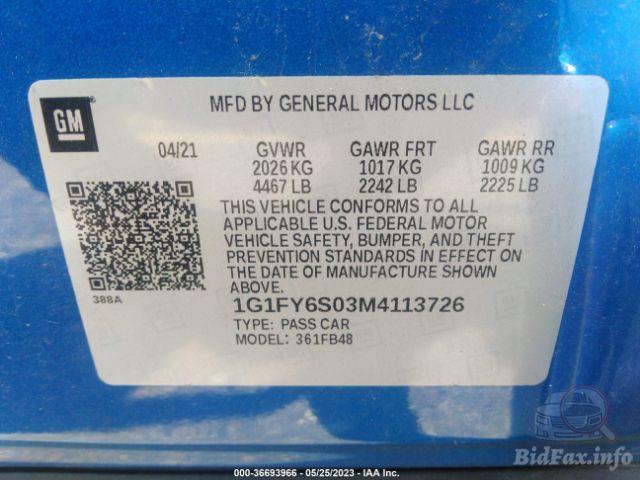 GM
MFD BY GENERAL MOTORS LLC
04/21 GVWR GAWR FRT GAWR RR
2026 KG 1017 KG 1009 KG
4467 LB 2242 LB 2225 LB
THIS VEHICLE CONFORMS TO ALL
APPLICABLE U.S. FEDERAL MOTOR
VEHICLE SAFETY, BUMPER, AND THEFT
PREVENTION STANDARDS IN EFFECT ON
THE DATE OF MANUFACTURE SHOWN
ABOVE.
388A
1G1FY6S03M4113726
TYPE: PASS CAR
MODEL: 361FB48
BidFax.info
000-36693966 - 05/25/2023 - IAA Inc.